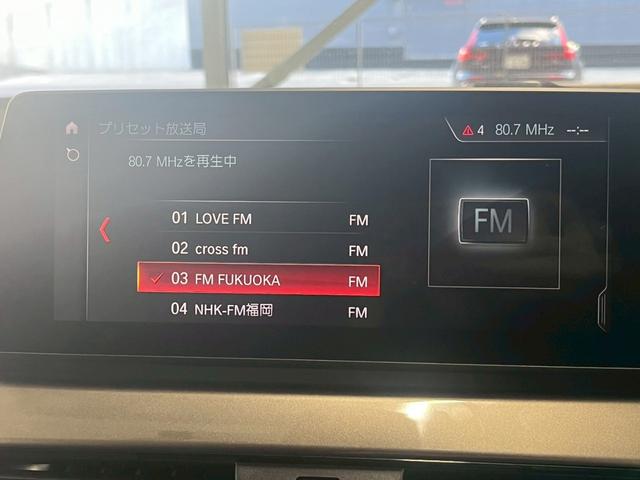 プリセット放送局
4 80.7 MHz --:--
80.7 MHzを再生中
01 LOVE FM FM
02 cross fm FM
03 FM FUKUOKA FM
04 NHK-FM福岡 FM
FM